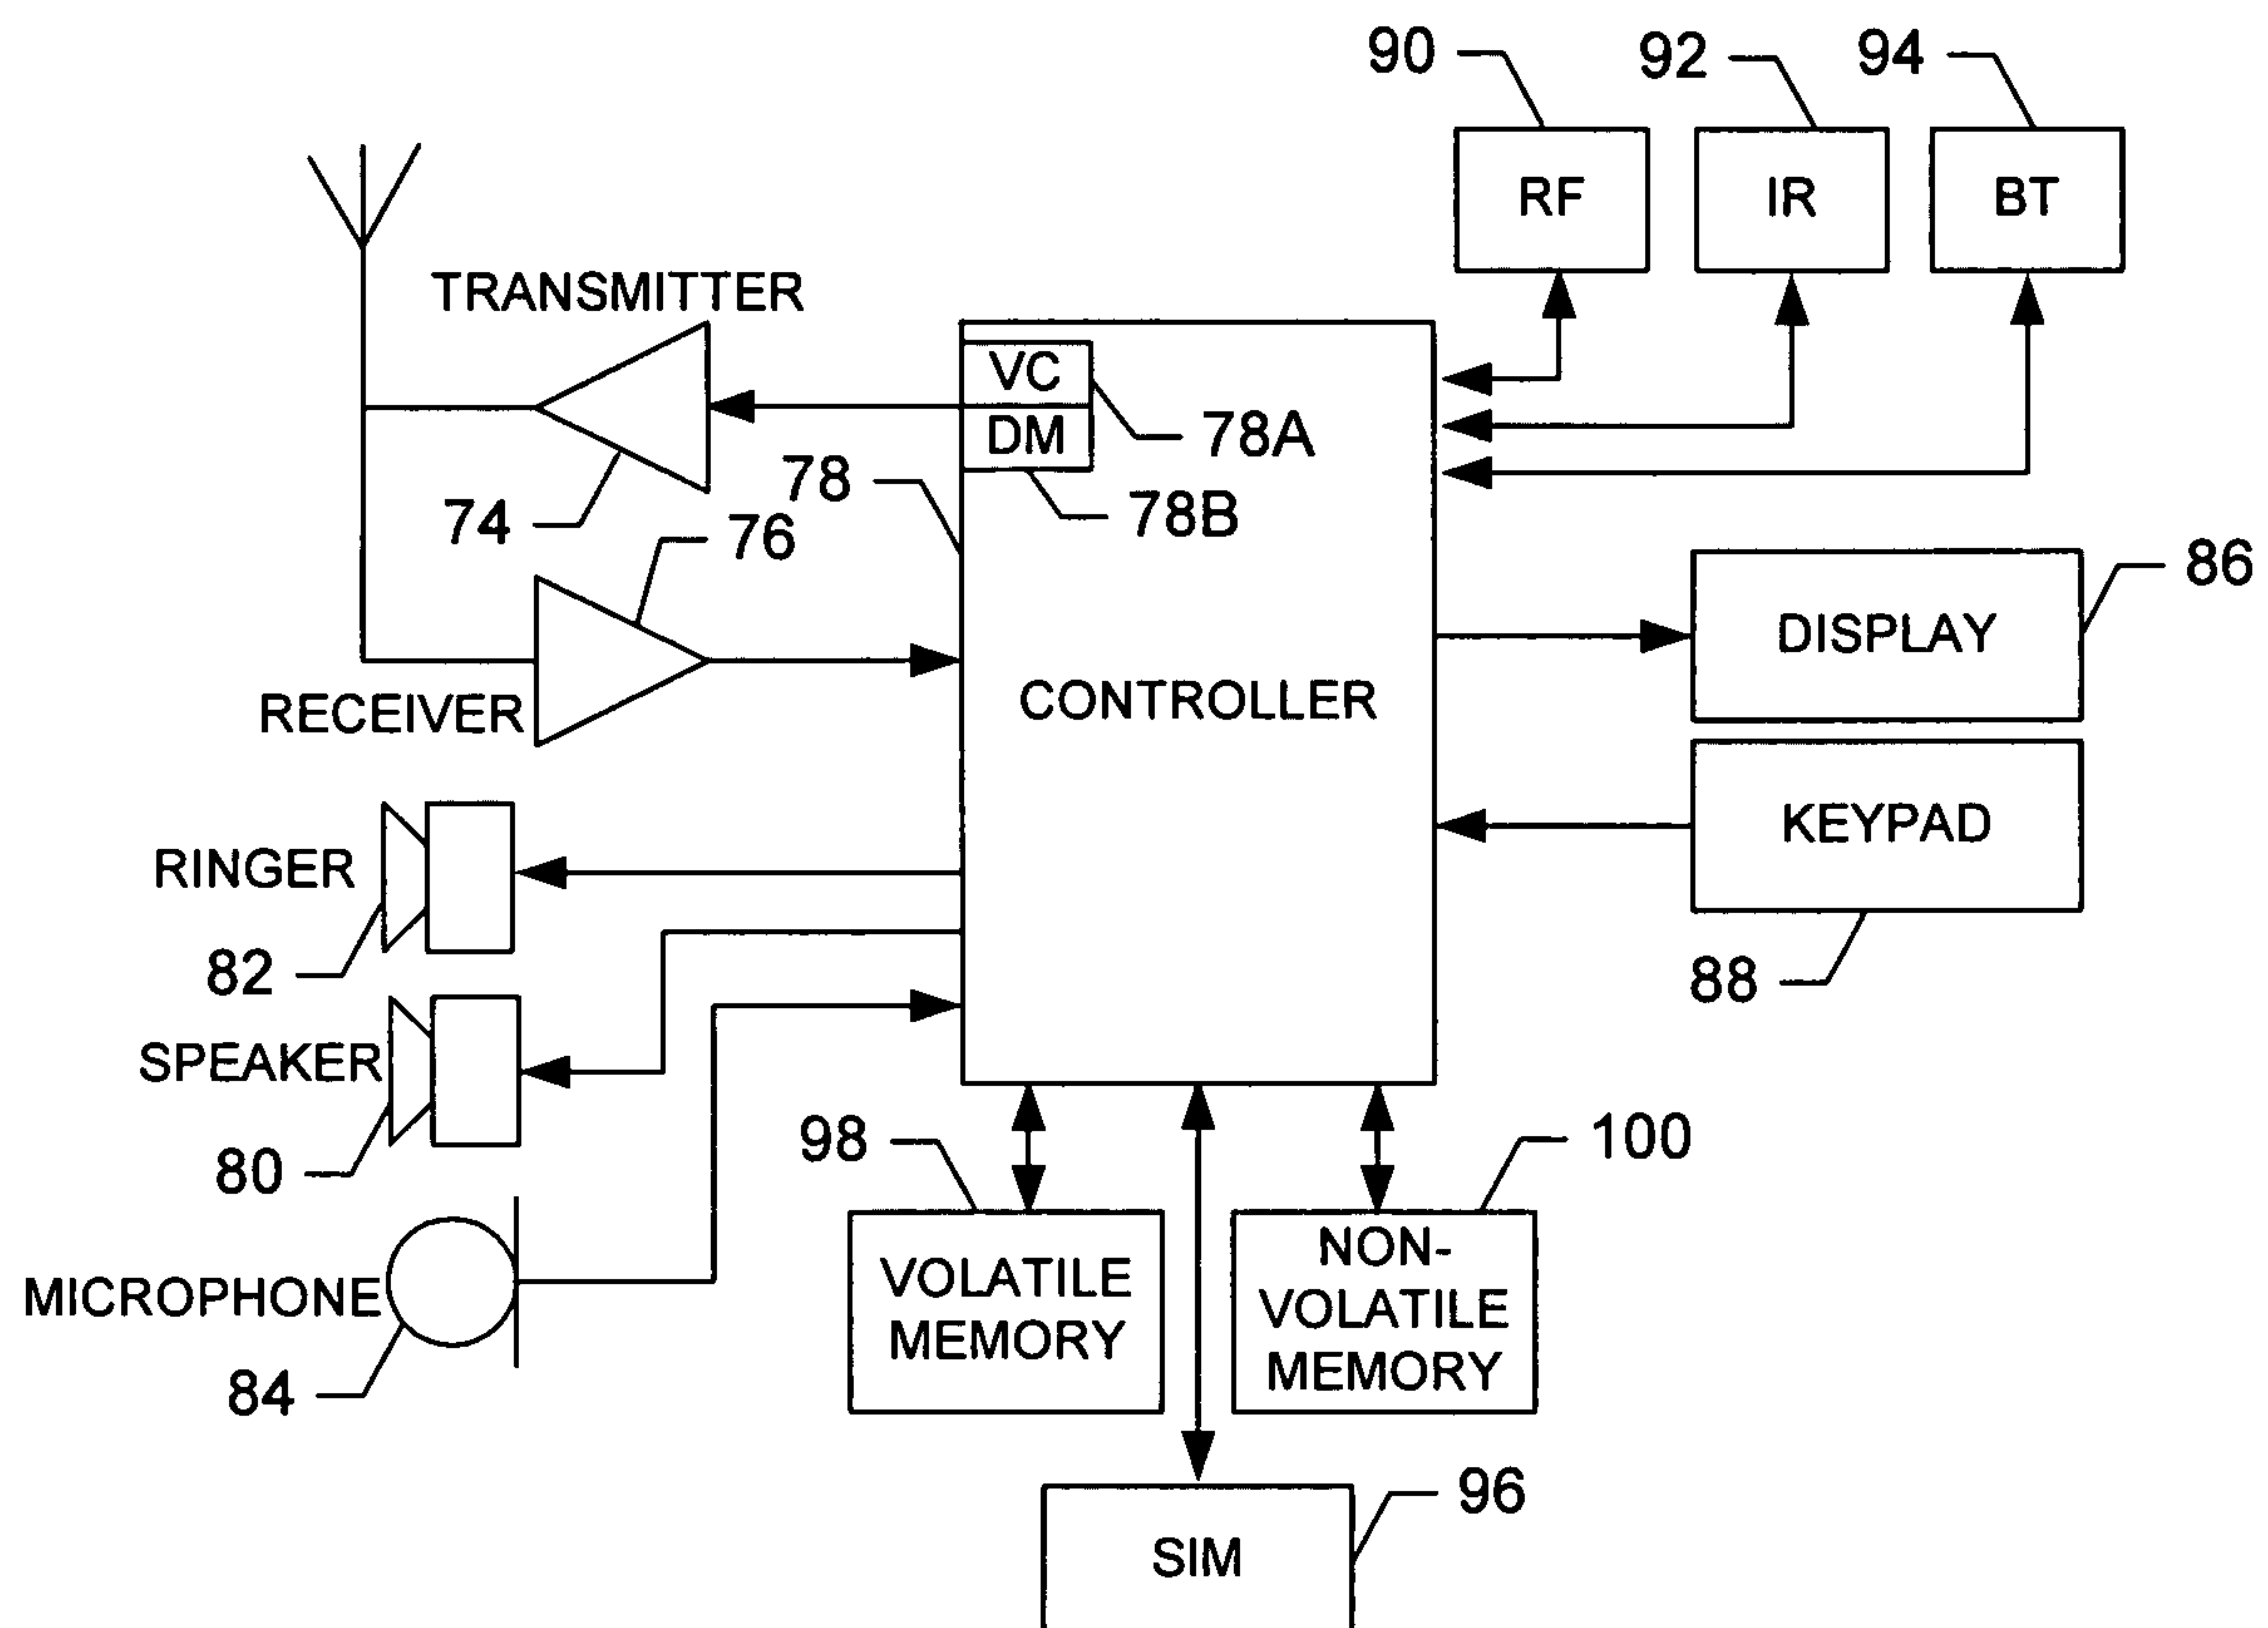 90
92
94
RF
IR
BT
TRANSMITTER
VC
DM
78A
78
78B
74
76
86
DISPLAY
RECEIVER
CONTROLLER
KEYPAD
RINGER
82
88
SPEAKER
80
98
100
MICROPHONE
84
VOLATILE
MEMORY
NON-
VOLATILE
MEMORY
96
SIM